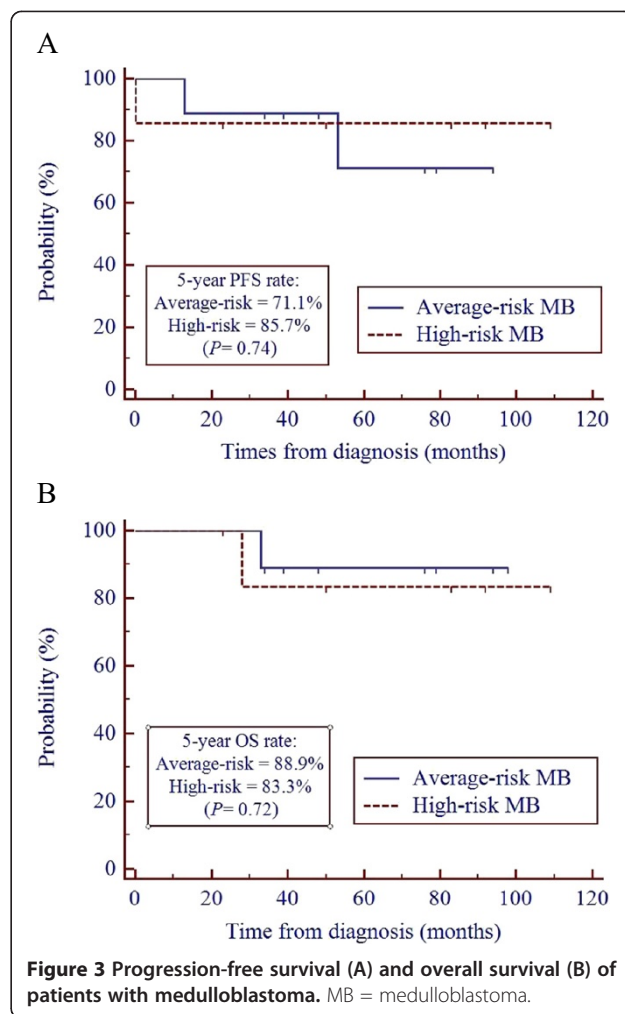 A
Probability (%)
100
80
60
40
20
0
5-year PFS rate:
Average-risk = 71.1%
High-risk = 85.7%
(P= 0.74)
Average-risk MB
High-risk MB
0 20 40 60 80 100 120
Times from diagnosis (months)
B
Probability (%)
100
80
60
40
20
0
5-year OS rate:
Average-risk = 88.9%
High-risk = 83.3%
(P= 0.72)
Average-risk MB
High-risk MB
0 20 40 60 80 100 120
Time from diagnosis (months)
Figure 3 Progression-free survival (A) and overall survival (B) of
patients with medulloblastoma. MB = medulloblastoma.